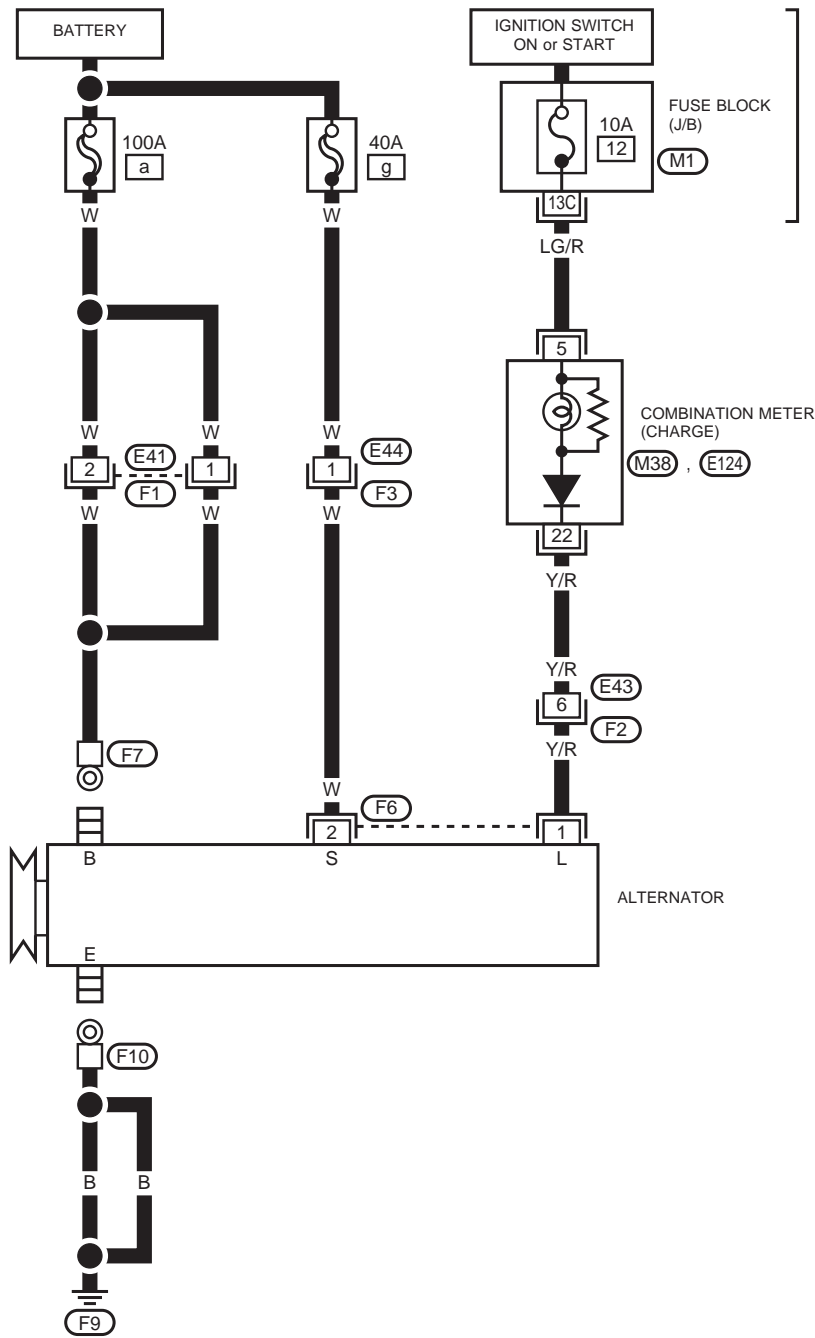 BATTERY
IGNITION SWITCH
ON or START
100A
a
40A
g
10A
12
FUSE BLOCK
(J/B)
M1
13C
W
W
LG/R
5
COMBINATION METER
(CHARGE)
M38 , E124
W
W
W
2
E41
F1
1
1
E44
F3
W
W
W
22
Y/R
Y/R
6
E43
F2
Y/R
F7
W
F6
2
1
B
S
L
ALTERNATOR
E
F10
B
B
F9